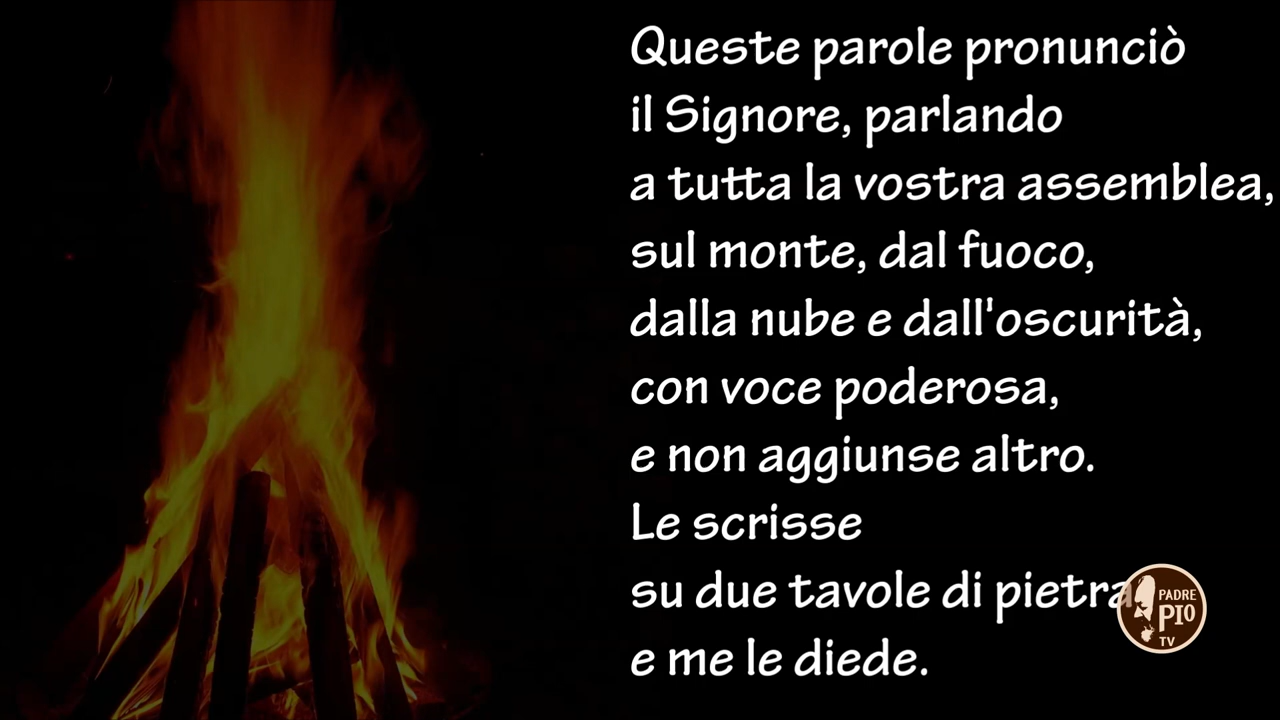 Queste parole pronunciò
il Signore, parlando
a tutta la vostra assemblea,
sul monte, dal fuoco,
dalla nube e dall'oscurità,
con voce poderosa,
e non aggiunse altro.
Le scrisse
su due tavole di pietra
e me le diede.
PADRE
PIO
TV